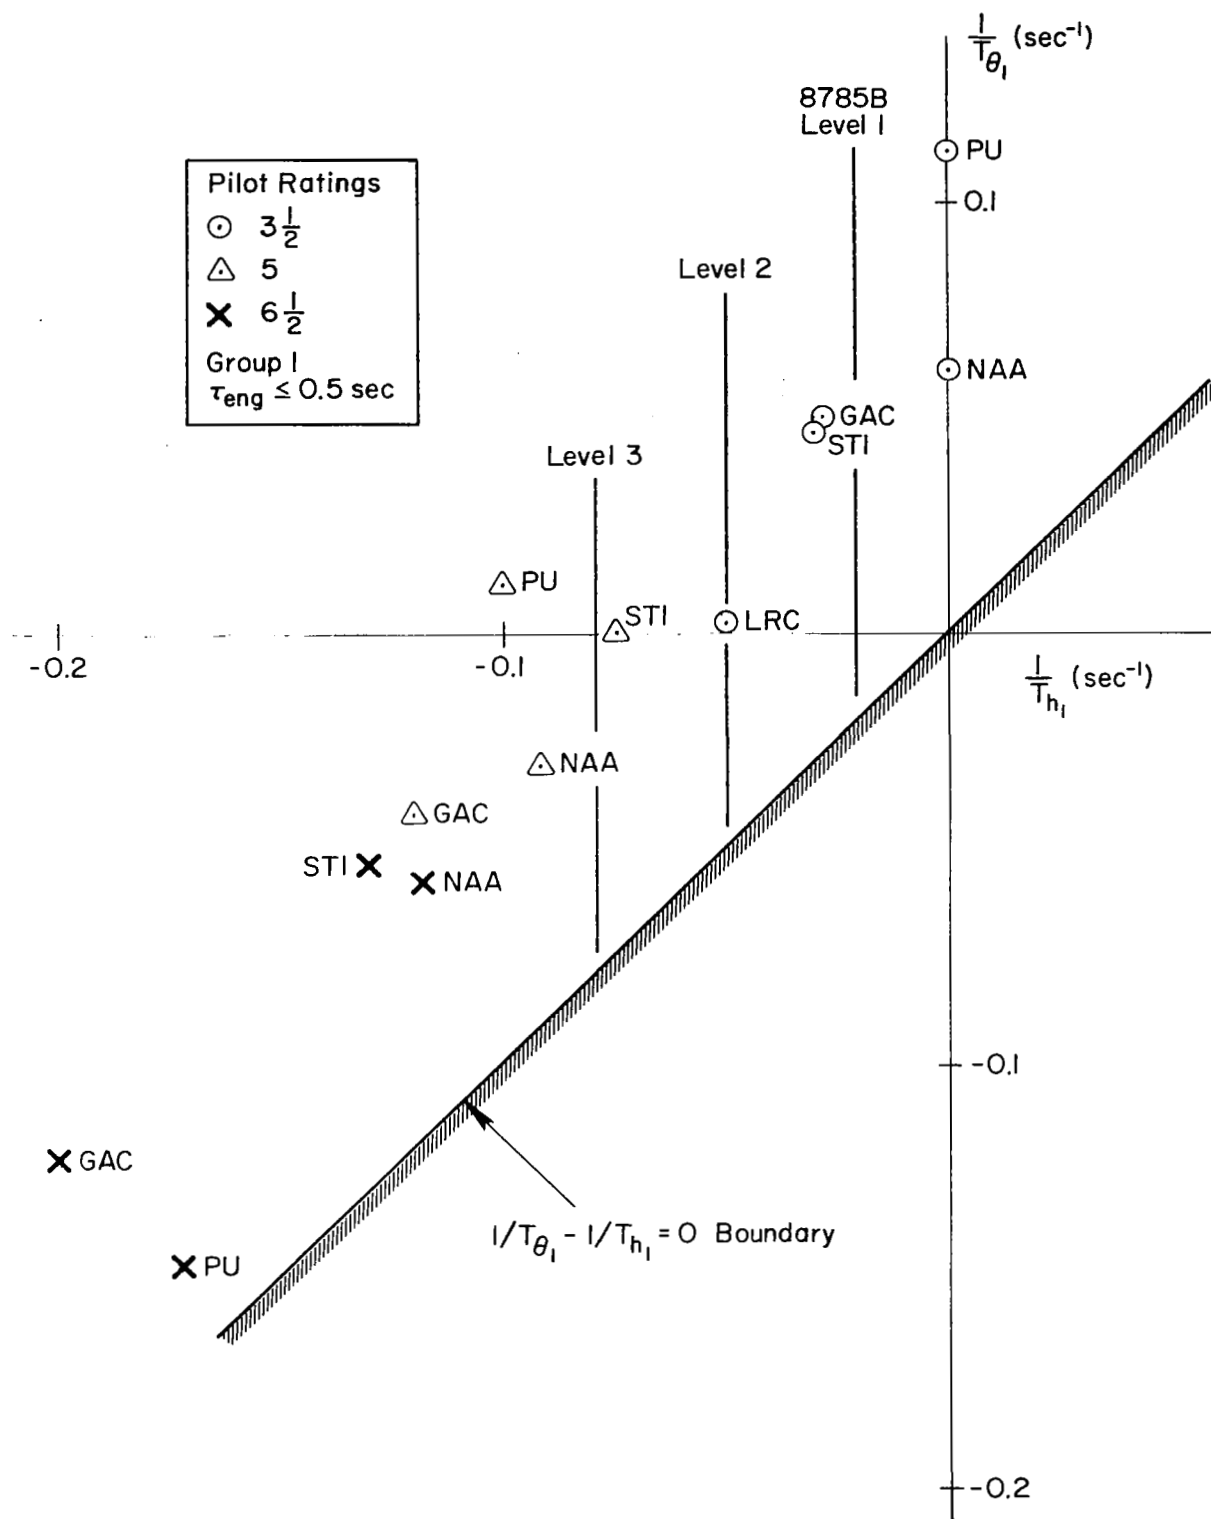 1/Tθ1 (sec⁻¹)
8785B
Level 1
PU
0.1
Pilot Ratings
3 1/2
5
6 1/2
Group 1
τeng ≤ 0.5 sec
Level 2
NAA
GAC
STI
Level 3
PU
STI
LRC
-0.2
-0.1
1/Th1 (sec⁻¹)
NAA
GAC
STI
NAA
-0.1
GAC
1/Tθ1 - 1/Th1 = 0 Boundary
PU
-0.2